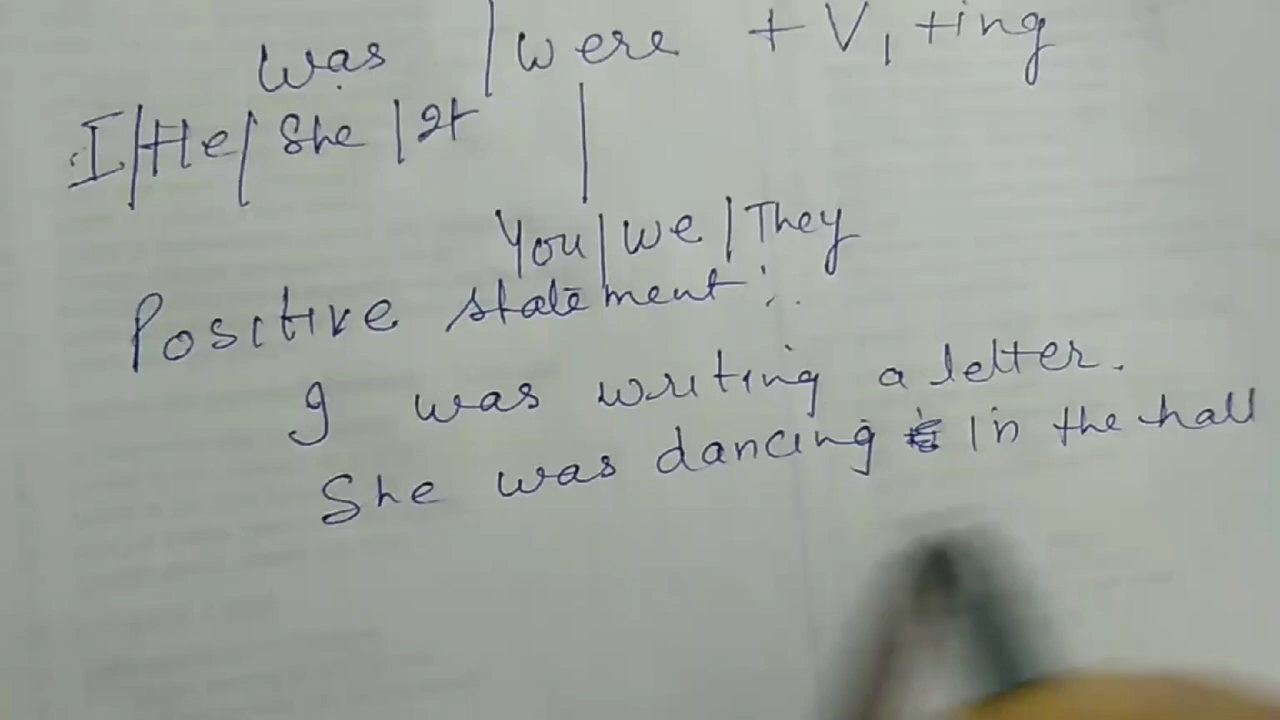 was / were + V1 +ing
I/He/ She / It
You/we/They
Positive statement :
I was writing a letter.
She was dancing in the hall